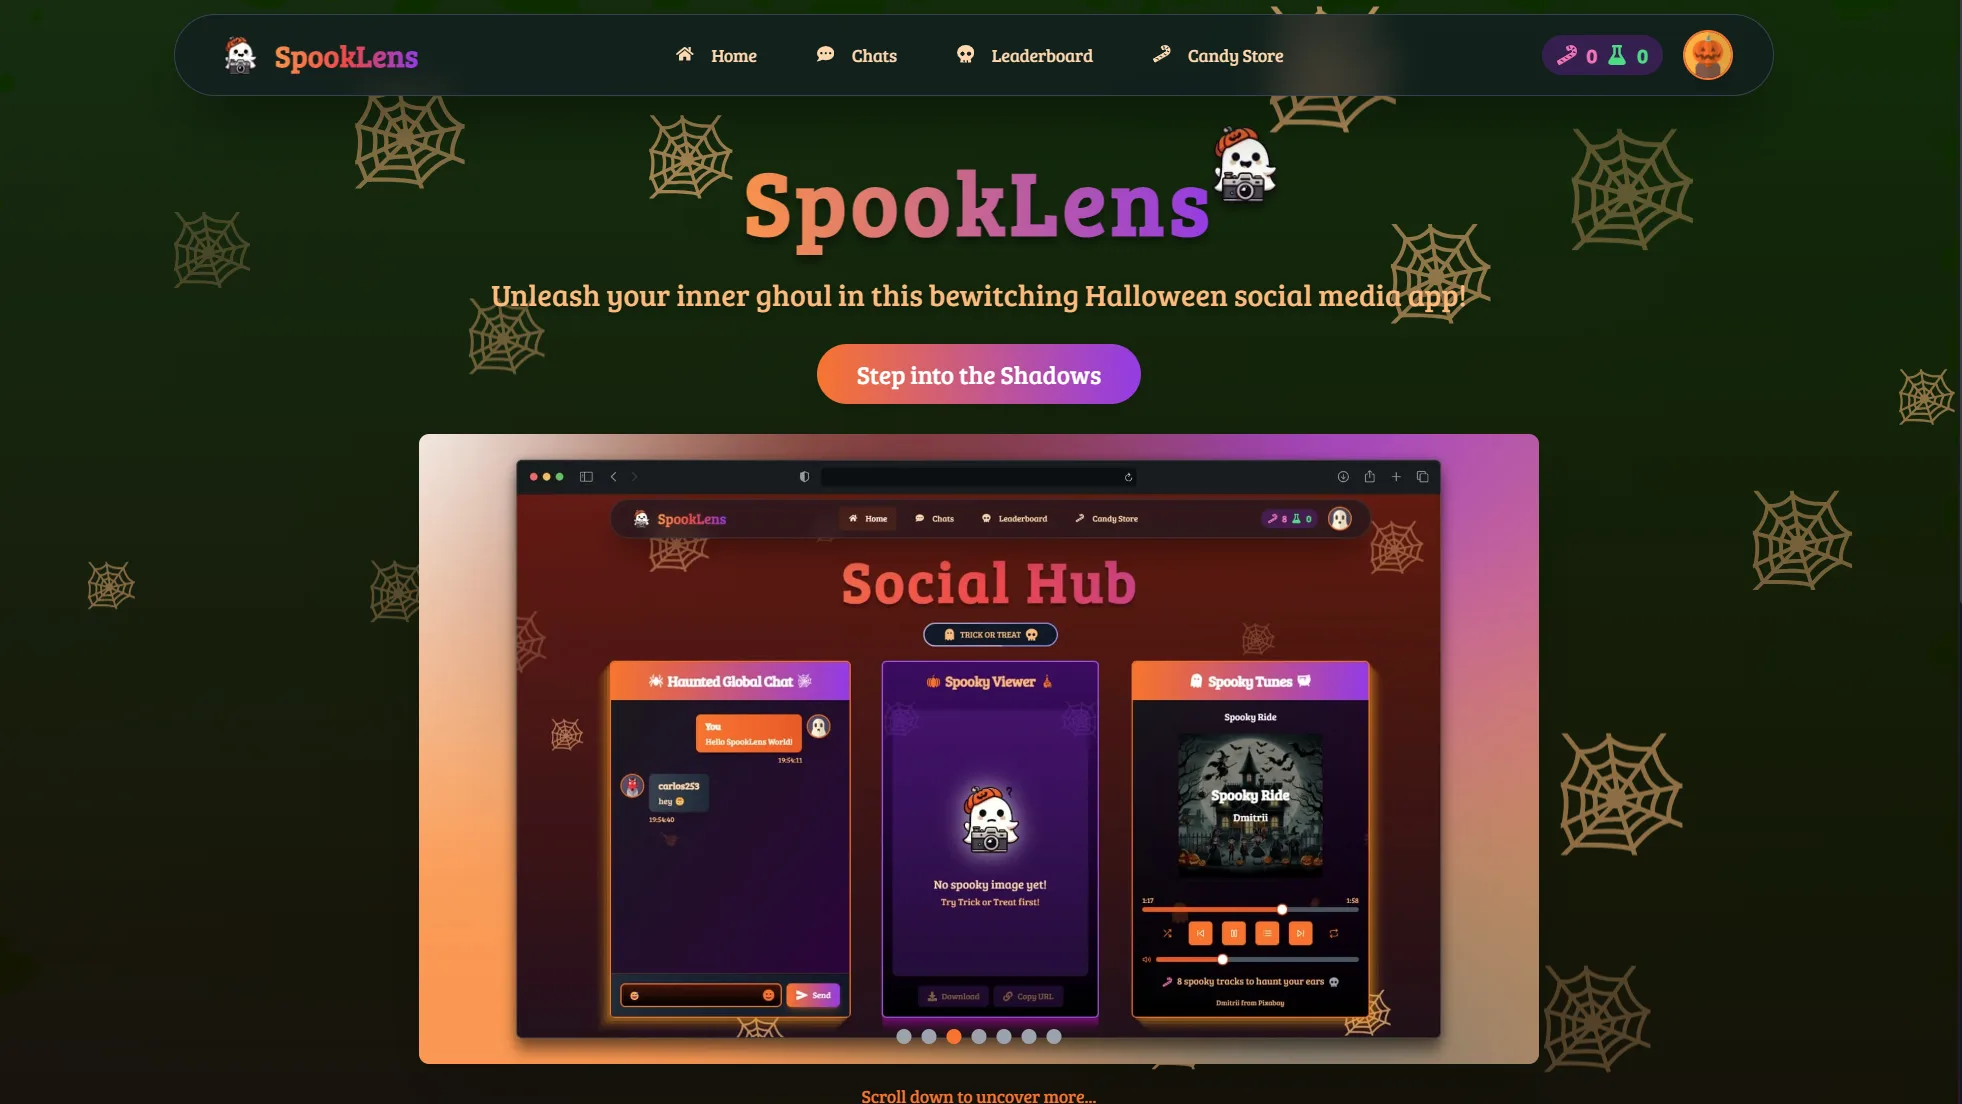 SpookLens
Home
Chats
Leaderboard
Candy Store
0
0
SpookLens
Unleash your inner ghoul in this bewitching Halloween social media app!
Step into the Shadows
SpookLens
Home
Chats
Leaderboard
Candy Store
8
0
Social Hub
TRICK OR TREAT
Haunted Global Chat
You
Hello SpookLens World!
19:54:11
carlos253
hey
19:54:40
Send
Spooky Viewer
?
No spooky image yet!
Try Trick or Treat first!
Download
Copy URL
Spooky Tunes
Spooky Ride
Spooky Ride
Dmitrii
1:17
1:58
8 spooky tracks to haunt your ears
Dmitrii from Pixabay
Scroll down to uncover more...